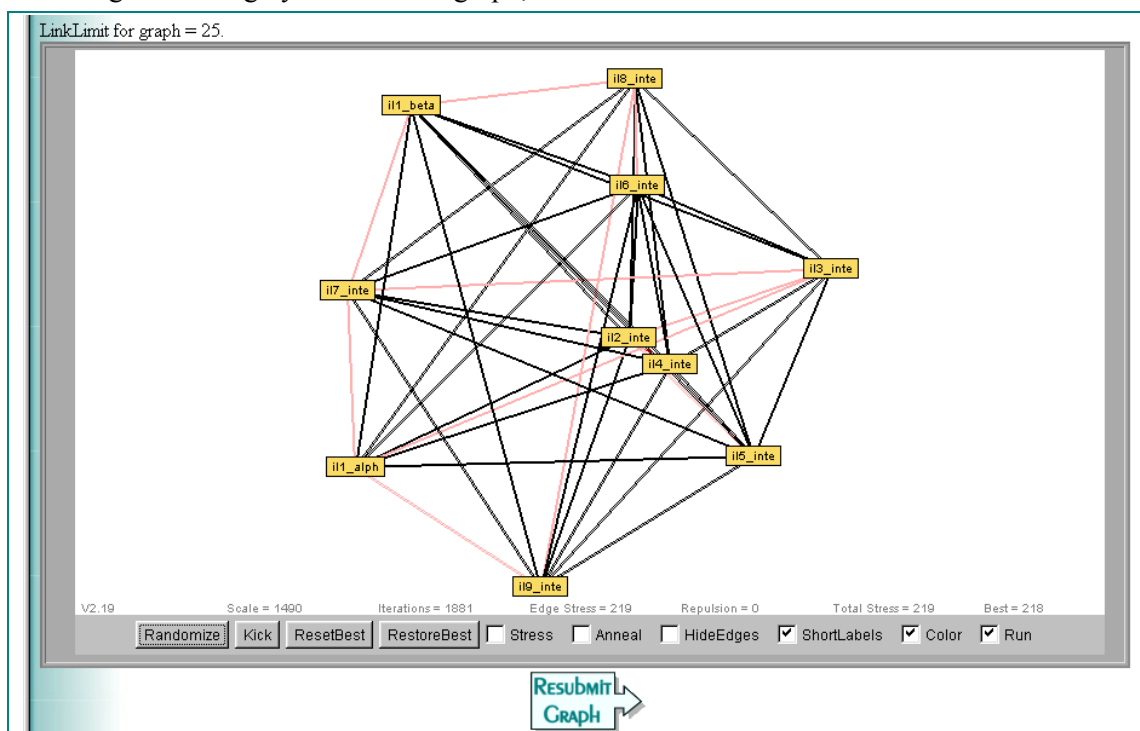 LinkLimit for graph = 25.
il8_inte
il1_beta
il6_inte
il3_inte
il7_inte
il2_inte
il4_inte
il5_inte
il1_alph
il9_inte
V2.19 Scale = 1490 Iterations = 1881 Edge Stress = 219 Repulsion = 0 Total Stress = 219 Best = 218
Randomize Kick ResetBest RestoreBest Stress Anneal HideEdges ShortLabels Color Run
RESUBMIT
GRAPH